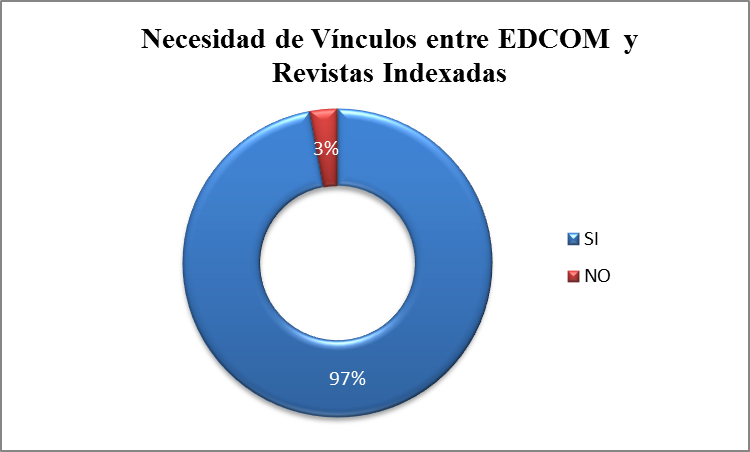 Necesidad de Vínculos entre EDCOM y
Revistas Indexadas
3%
SI
NO
97%